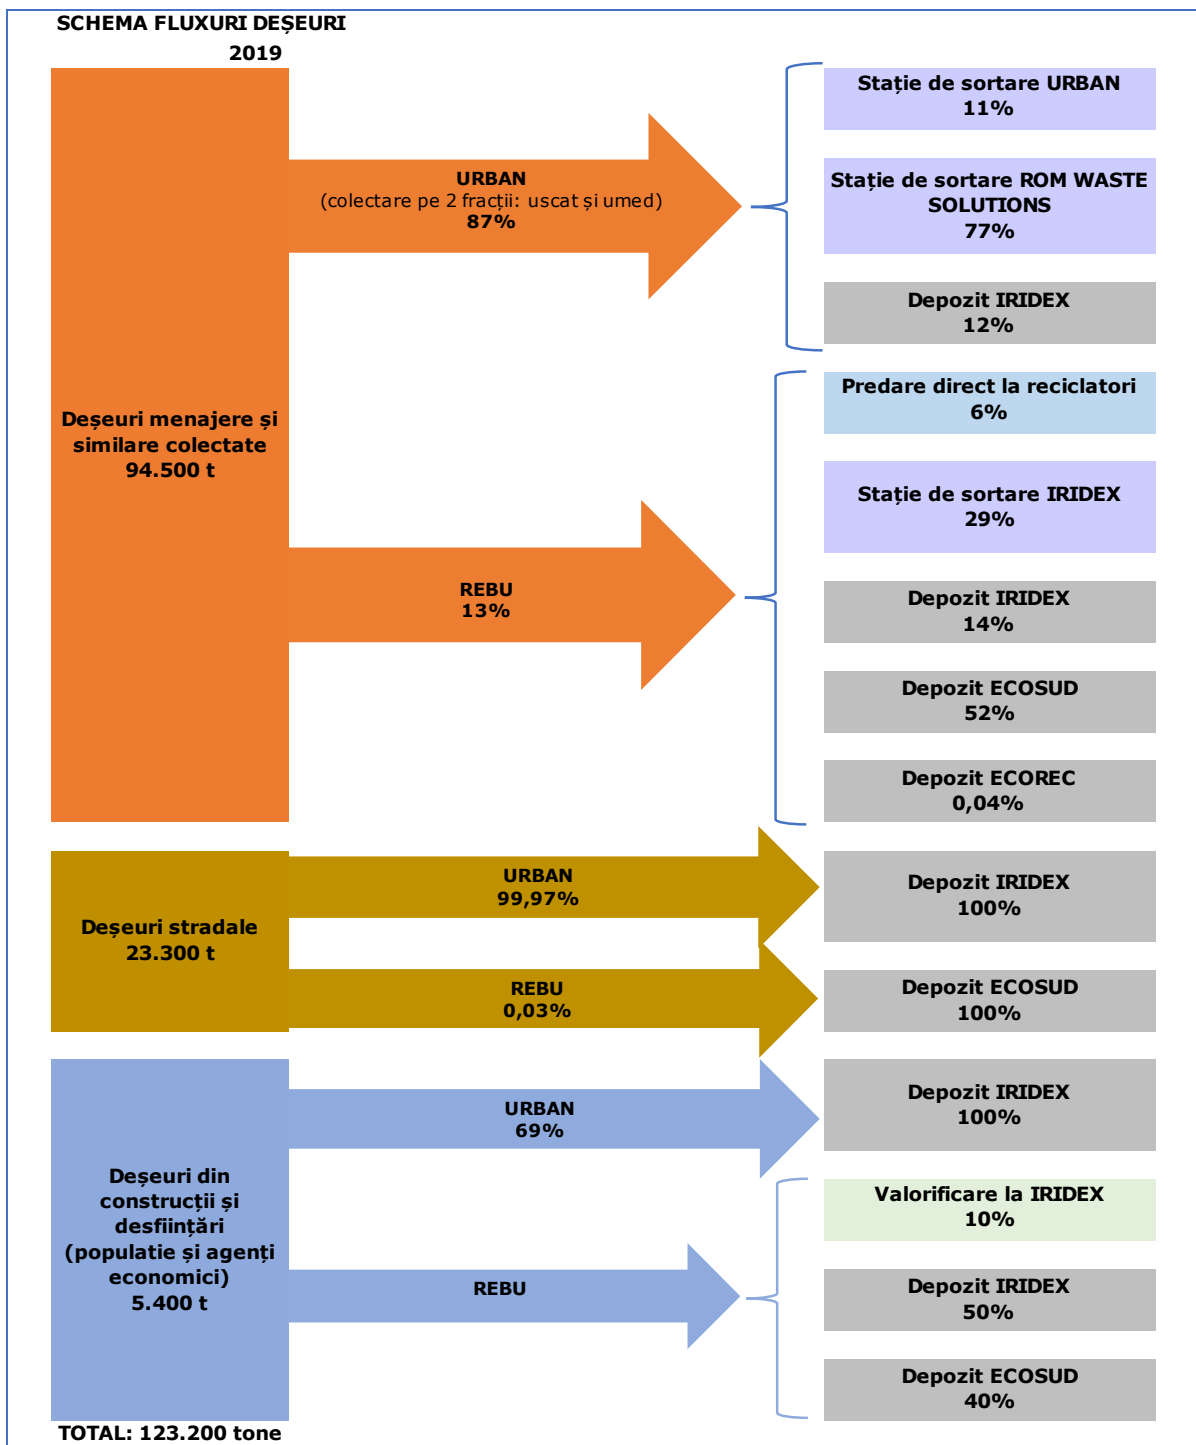 SCHEMA FLUXURI DEȘEURI
2019
Deșeuri menajere și
similare colectate
94.500 t
URBAN
(colectare pe 2 fracții: uscat și umed)
87%
Stație de sortare URBAN
11%
Stație de sortare ROM WASTE
SOLUTIONS
77%
Depozit IRIDEX
12%
REBU
13%
Predare direct la reciclatori
6%
Stație de sortare IRIDEX
29%
Depozit IRIDEX
14%
Depozit ECOSUD
52%
Depozit ECOREC
0,04%
Deșeuri stradale
23.300 t
URBAN
99,97%
Depozit IRIDEX
100%
REBU
0,03%
Depozit ECOSUD
100%
Deșeuri din
construcții și
desființări
(populatie și agenți
economici)
5.400 t
URBAN
69%
Depozit IRIDEX
100%
REBU
Valorificare la IRIDEX
10%
Depozit IRIDEX
50%
Depozit ECOSUD
40%
TOTAL: 123.200 tone